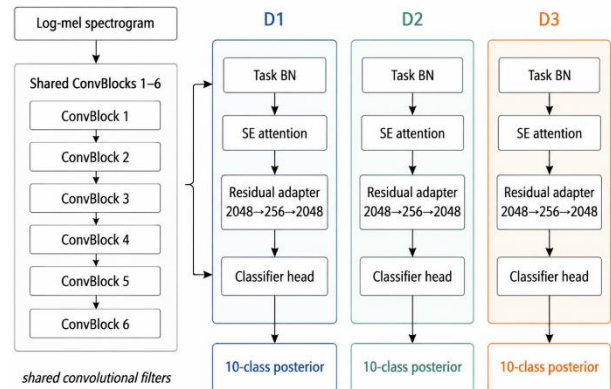 Log-mel spectrogram
Shared ConvBlocks 1–6
ConvBlock 1
ConvBlock 2
ConvBlock 3
ConvBlock 4
ConvBlock 5
ConvBlock 6
shared convolutional filters
D1
Task BN
SE attention
Residual adapter
2048→256→2048
Classifier head
10-class posterior
D2
Task BN
SE attention
Residual adapter
2048→256→2048
Classifier head
10-class posterior
D3
Task BN
SE attention
Residual adapter
2048→256→2048
Classifier head
10-class posterior